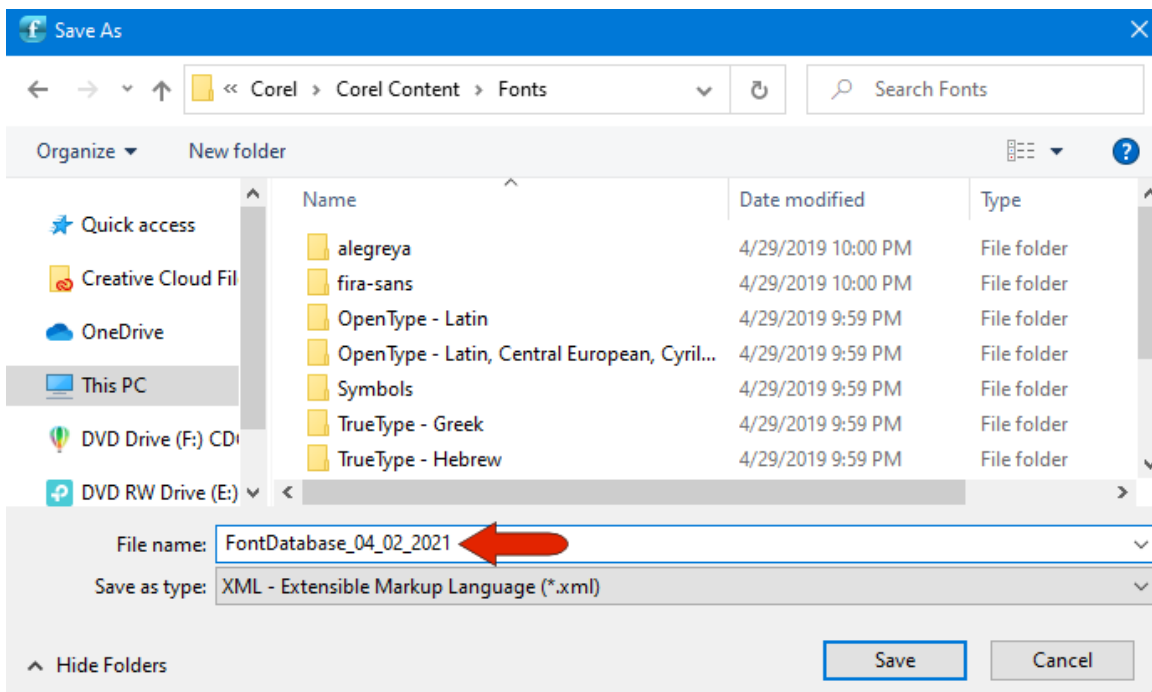 Save As
« Corel › Corel Content › Fonts
Search Fonts
Organize
New folder
Name Date modified Type
Quick access
Creative Cloud Fil
OneDrive
This PC
DVD Drive (F:) CD
DVD RW Drive (E:)
alegreya 4/29/2019 10:00 PM File folder
fira-sans 4/29/2019 10:00 PM File folder
OpenType - Latin 4/29/2019 9:59 PM File folder
OpenType - Latin, Central European, Cyril... 4/29/2019 9:59 PM File folder
Symbols 4/29/2019 9:59 PM File folder
TrueType - Greek 4/29/2019 9:59 PM File folder
TrueType - Hebrew 4/29/2019 9:59 PM File folder
File name: FontDatabase_04_02_2021
Save as type: XML - Extensible Markup Language (*.xml)
Hide Folders
Save
Cancel